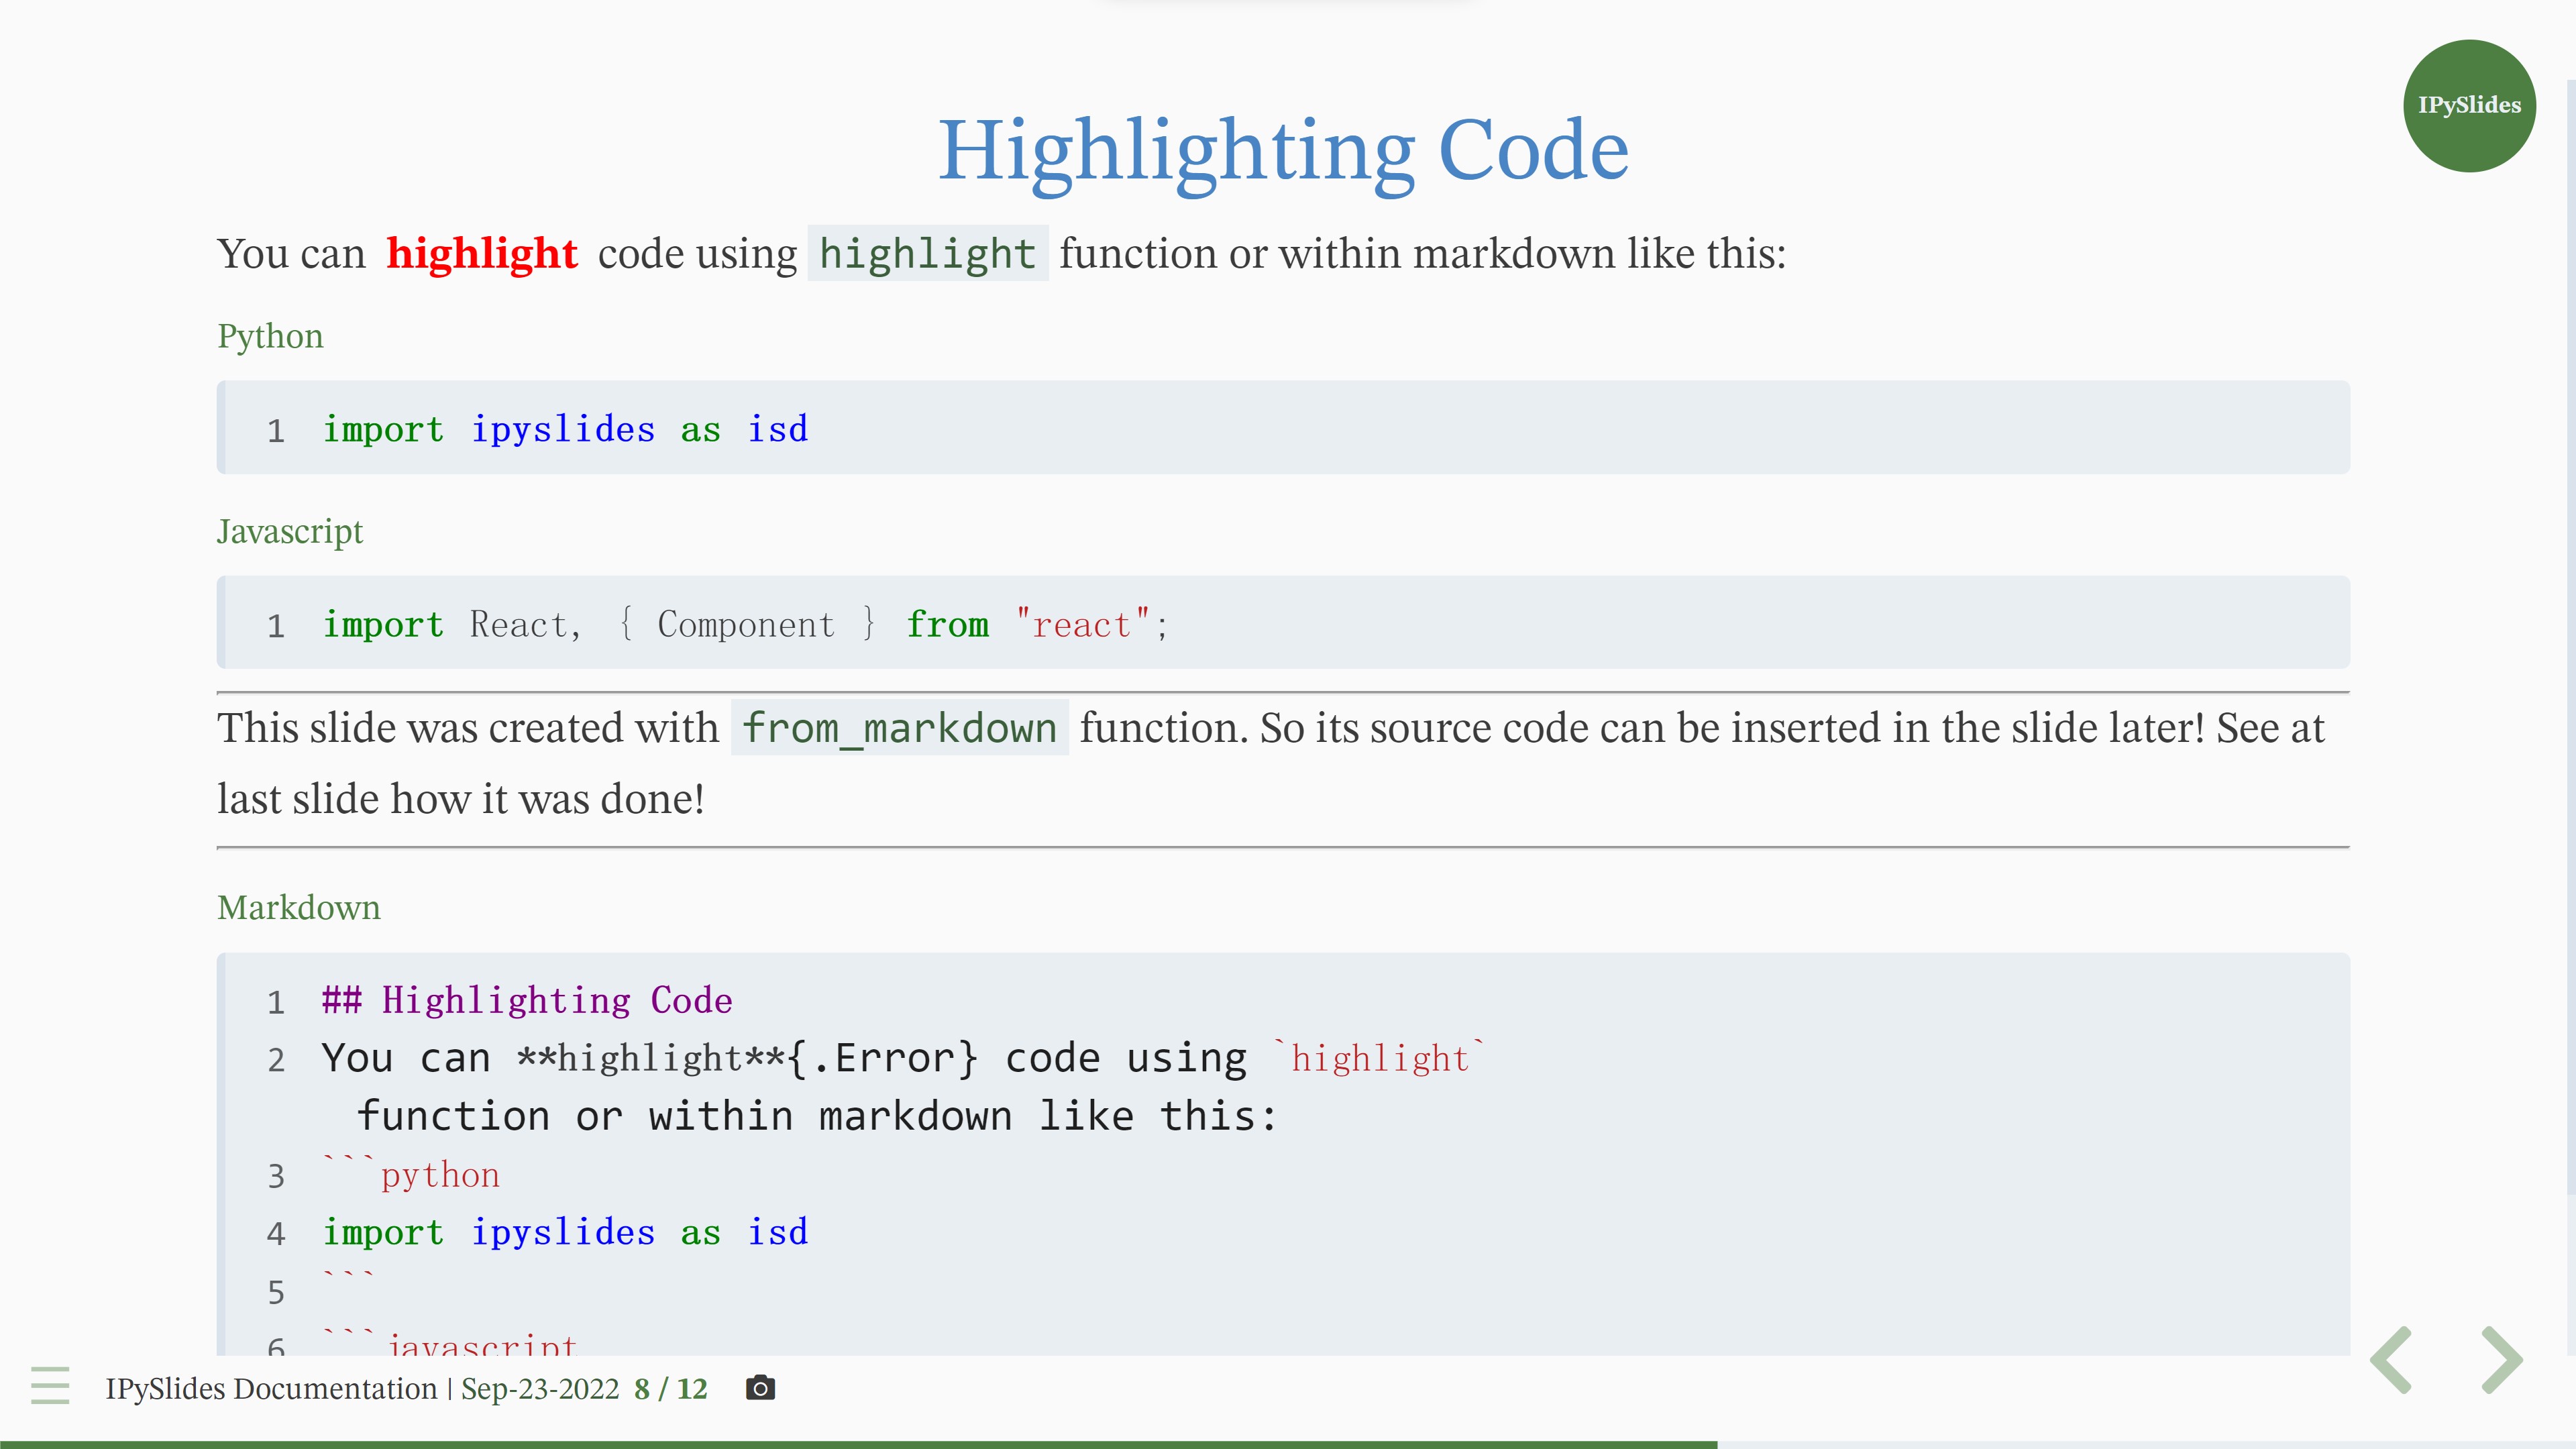 IPySlides
Highlighting Code
You can highlight code using highlight function or within markdown like this:
Python
1 import ipyslides as isd
Javascript
1 import React, { Component } from "react";
This slide was created with from_markdown function. So its source code can be inserted in the slide later! See at
last slide how it was done!
Markdown
1 ## Highlighting Code
2 You can **highlight**{.Error} code using `highlight`
function or within markdown like this:
3 ```python
4 import ipyslides as isd
5 ```
6 ```javascript
IPySlides Documentation | Sep-23-2022 8 / 12